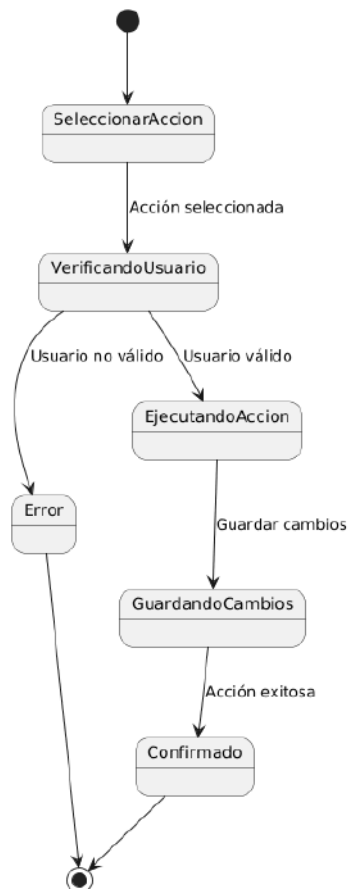 SeleccionarAccion
Acción seleccionada
VerificandoUsuario
Usuario no válido
Usuario válido
EjecutandoAccion
Error
Guardar cambios
GuardandoCambios
Acción exitosa
Confirmado